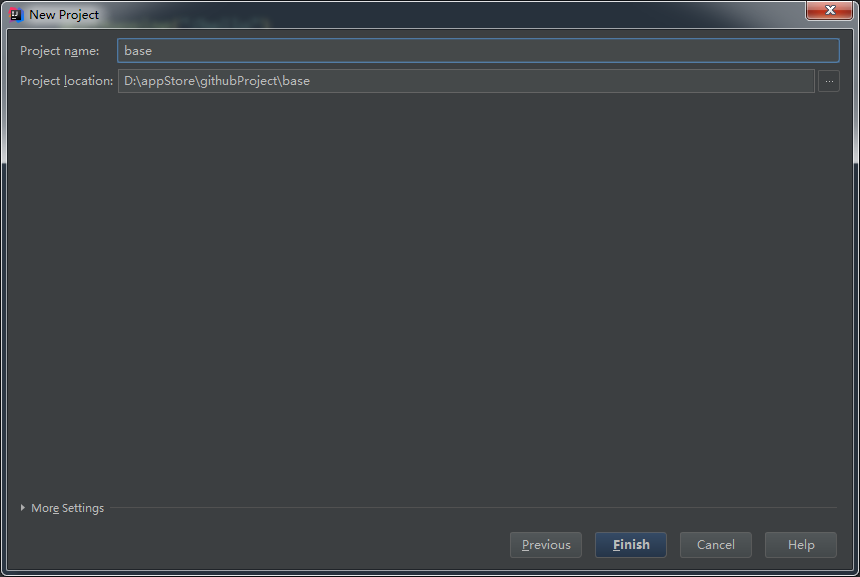 New Project
Project name: base
Project location: D:\appStore\githubProject\base ...
More Settings
Previous Finish Cancel Help